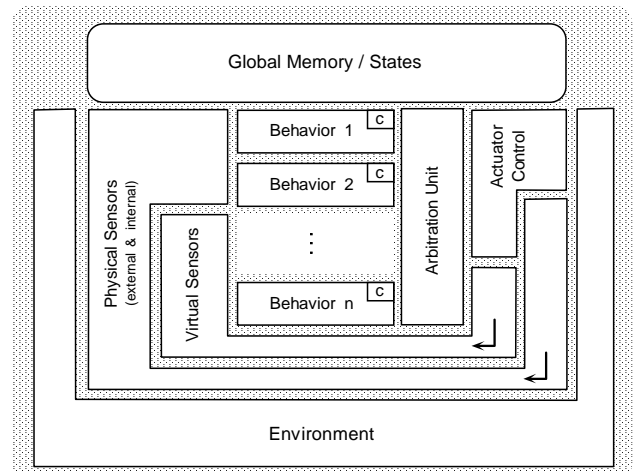 Global Memory / States
Physical Sensors
(external & internal)
Virtual Sensors
Behavior 1
c
Behavior 2
c
...
Behavior n
c
Arbitration Unit
Actuator
Control
Environment